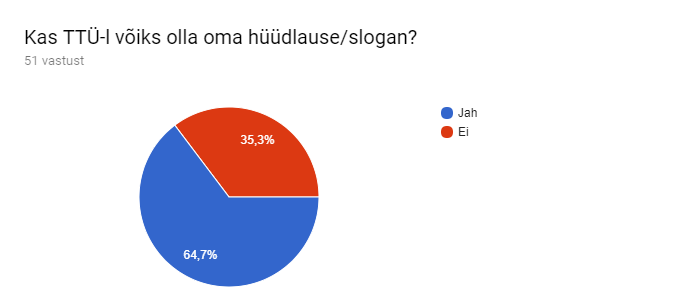 Kas TTÜ-l võiks olla oma hüüdlause/slogan?
51 vastust
35,3%
64,7%
Jah
Ei